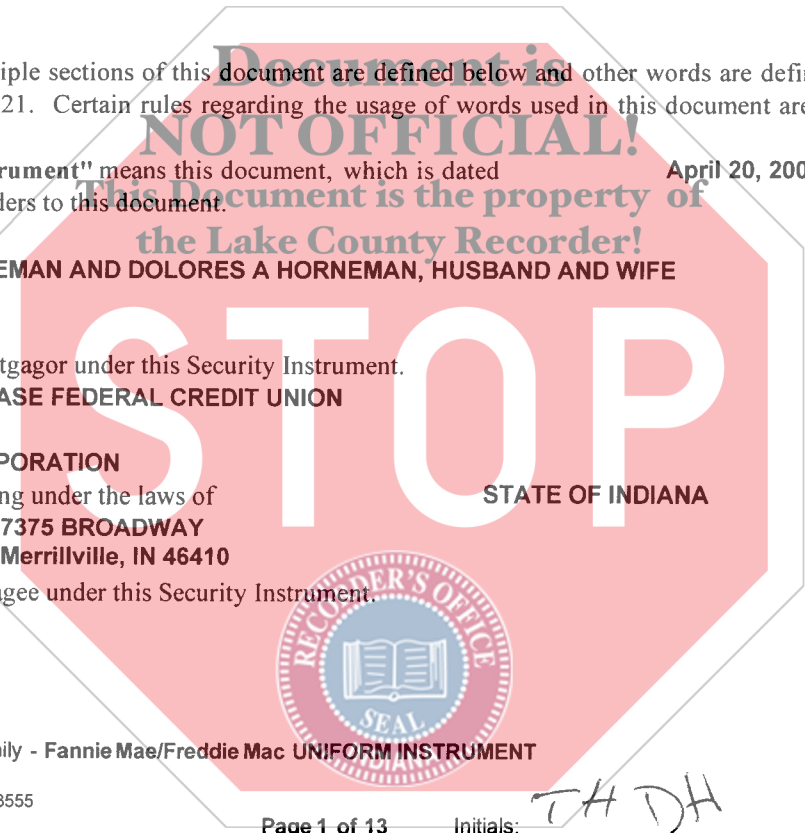 Document is
iple sections of this document are defined below and other words are defi
21. Certain rules regarding the usage of words used in this document are
NOT OFFICIAL!
rument" means this document, which is dated April 20, 200
This Document is the property of
ders to this document.
the Lake County Recorder!
EMAN AND DOLORES A HORNEMAN, HUSBAND AND WIFE
STOP
tgagor under this Security Instrument.
ASE FEDERAL CREDIT UNION
PORATION
ng under the laws of STATE OF INDIANA
7375 BROADWAY
Merrillville, IN 46410
agee under this Security Instrument.
RECORDER'S OFFICE
SEAL
INDIANA
ily - Fannie Mae/Freddie Mac UNIFORM INSTRUMENT
3555
Page 1 of 13 Initials: TH DH